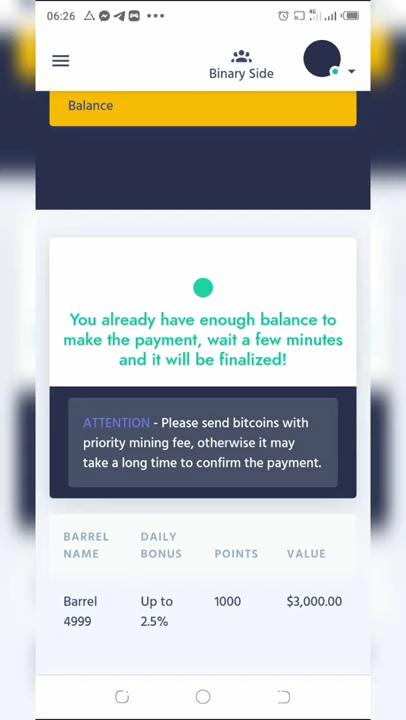 06:26
4G
Binary Side
Balance
You already have enough balance to
make the payment, wait a few minutes
and it will be finalized!
ATTENTION - Please send bitcoins with
priority mining fee, otherwise it may
take a long time to confirm the payment.
BARREL NAME DAILY BONUS POINTS VALUE
Barrel 4999 Up to 2.5% 1000 $3,000.00